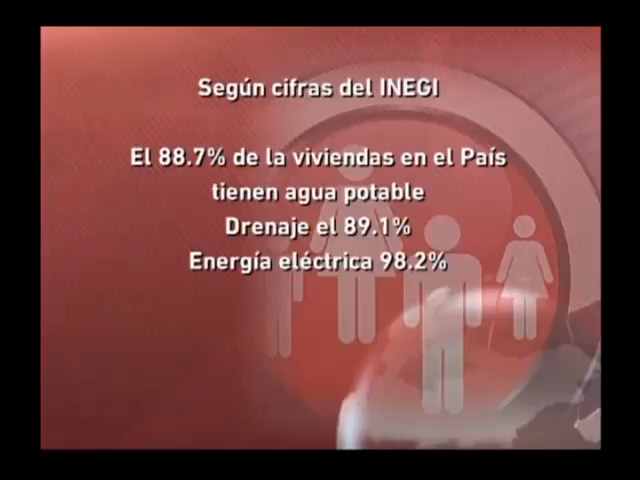 Según cifras del INEGI
El 88.7% de la viviendas en el País
tienen agua potable
Drenaje el 89.1%
Energía eléctrica 98.2%